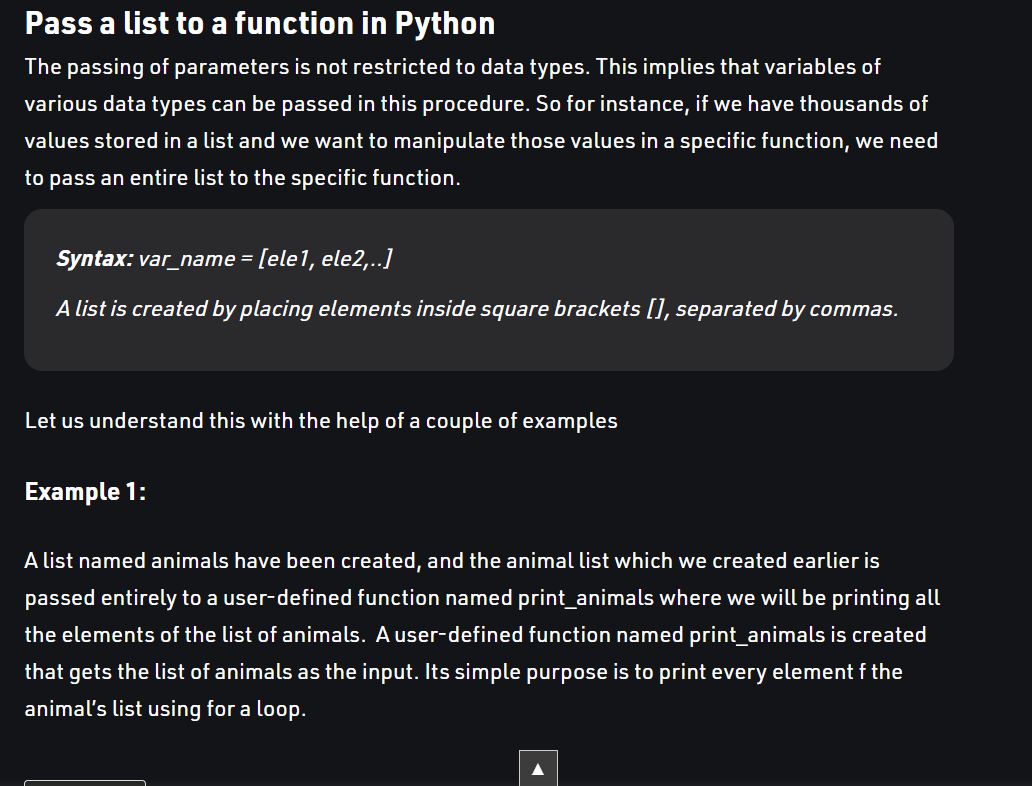 Pass a list to a function in Python
The passing of parameters is not restricted to data types. This implies that variables of
various data types can be passed in this procedure. So for instance, if we have thousands of
values stored in a list and we want to manipulate those values in a specific function, we need
to pass an entire list to the specific function.
Syntax: var_name = [ele1, ele2,..]
A list is created by placing elements inside square brackets [], separated by commas.
Let us understand this with the help of a couple of examples
Example 1:
A list named animals have been created, and the animal list which we created earlier is
passed entirely to a user-defined function named print_animals where we will be printing all
the elements of the list of animals.  A user-defined function named print_animals is created
that gets the list of animals as the input. Its simple purpose is to print every element f the
animal’s list using for a loop.